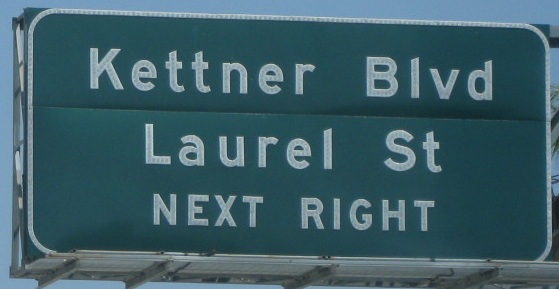 Kettner Blvd
Laurel St
NEXT RIGHT